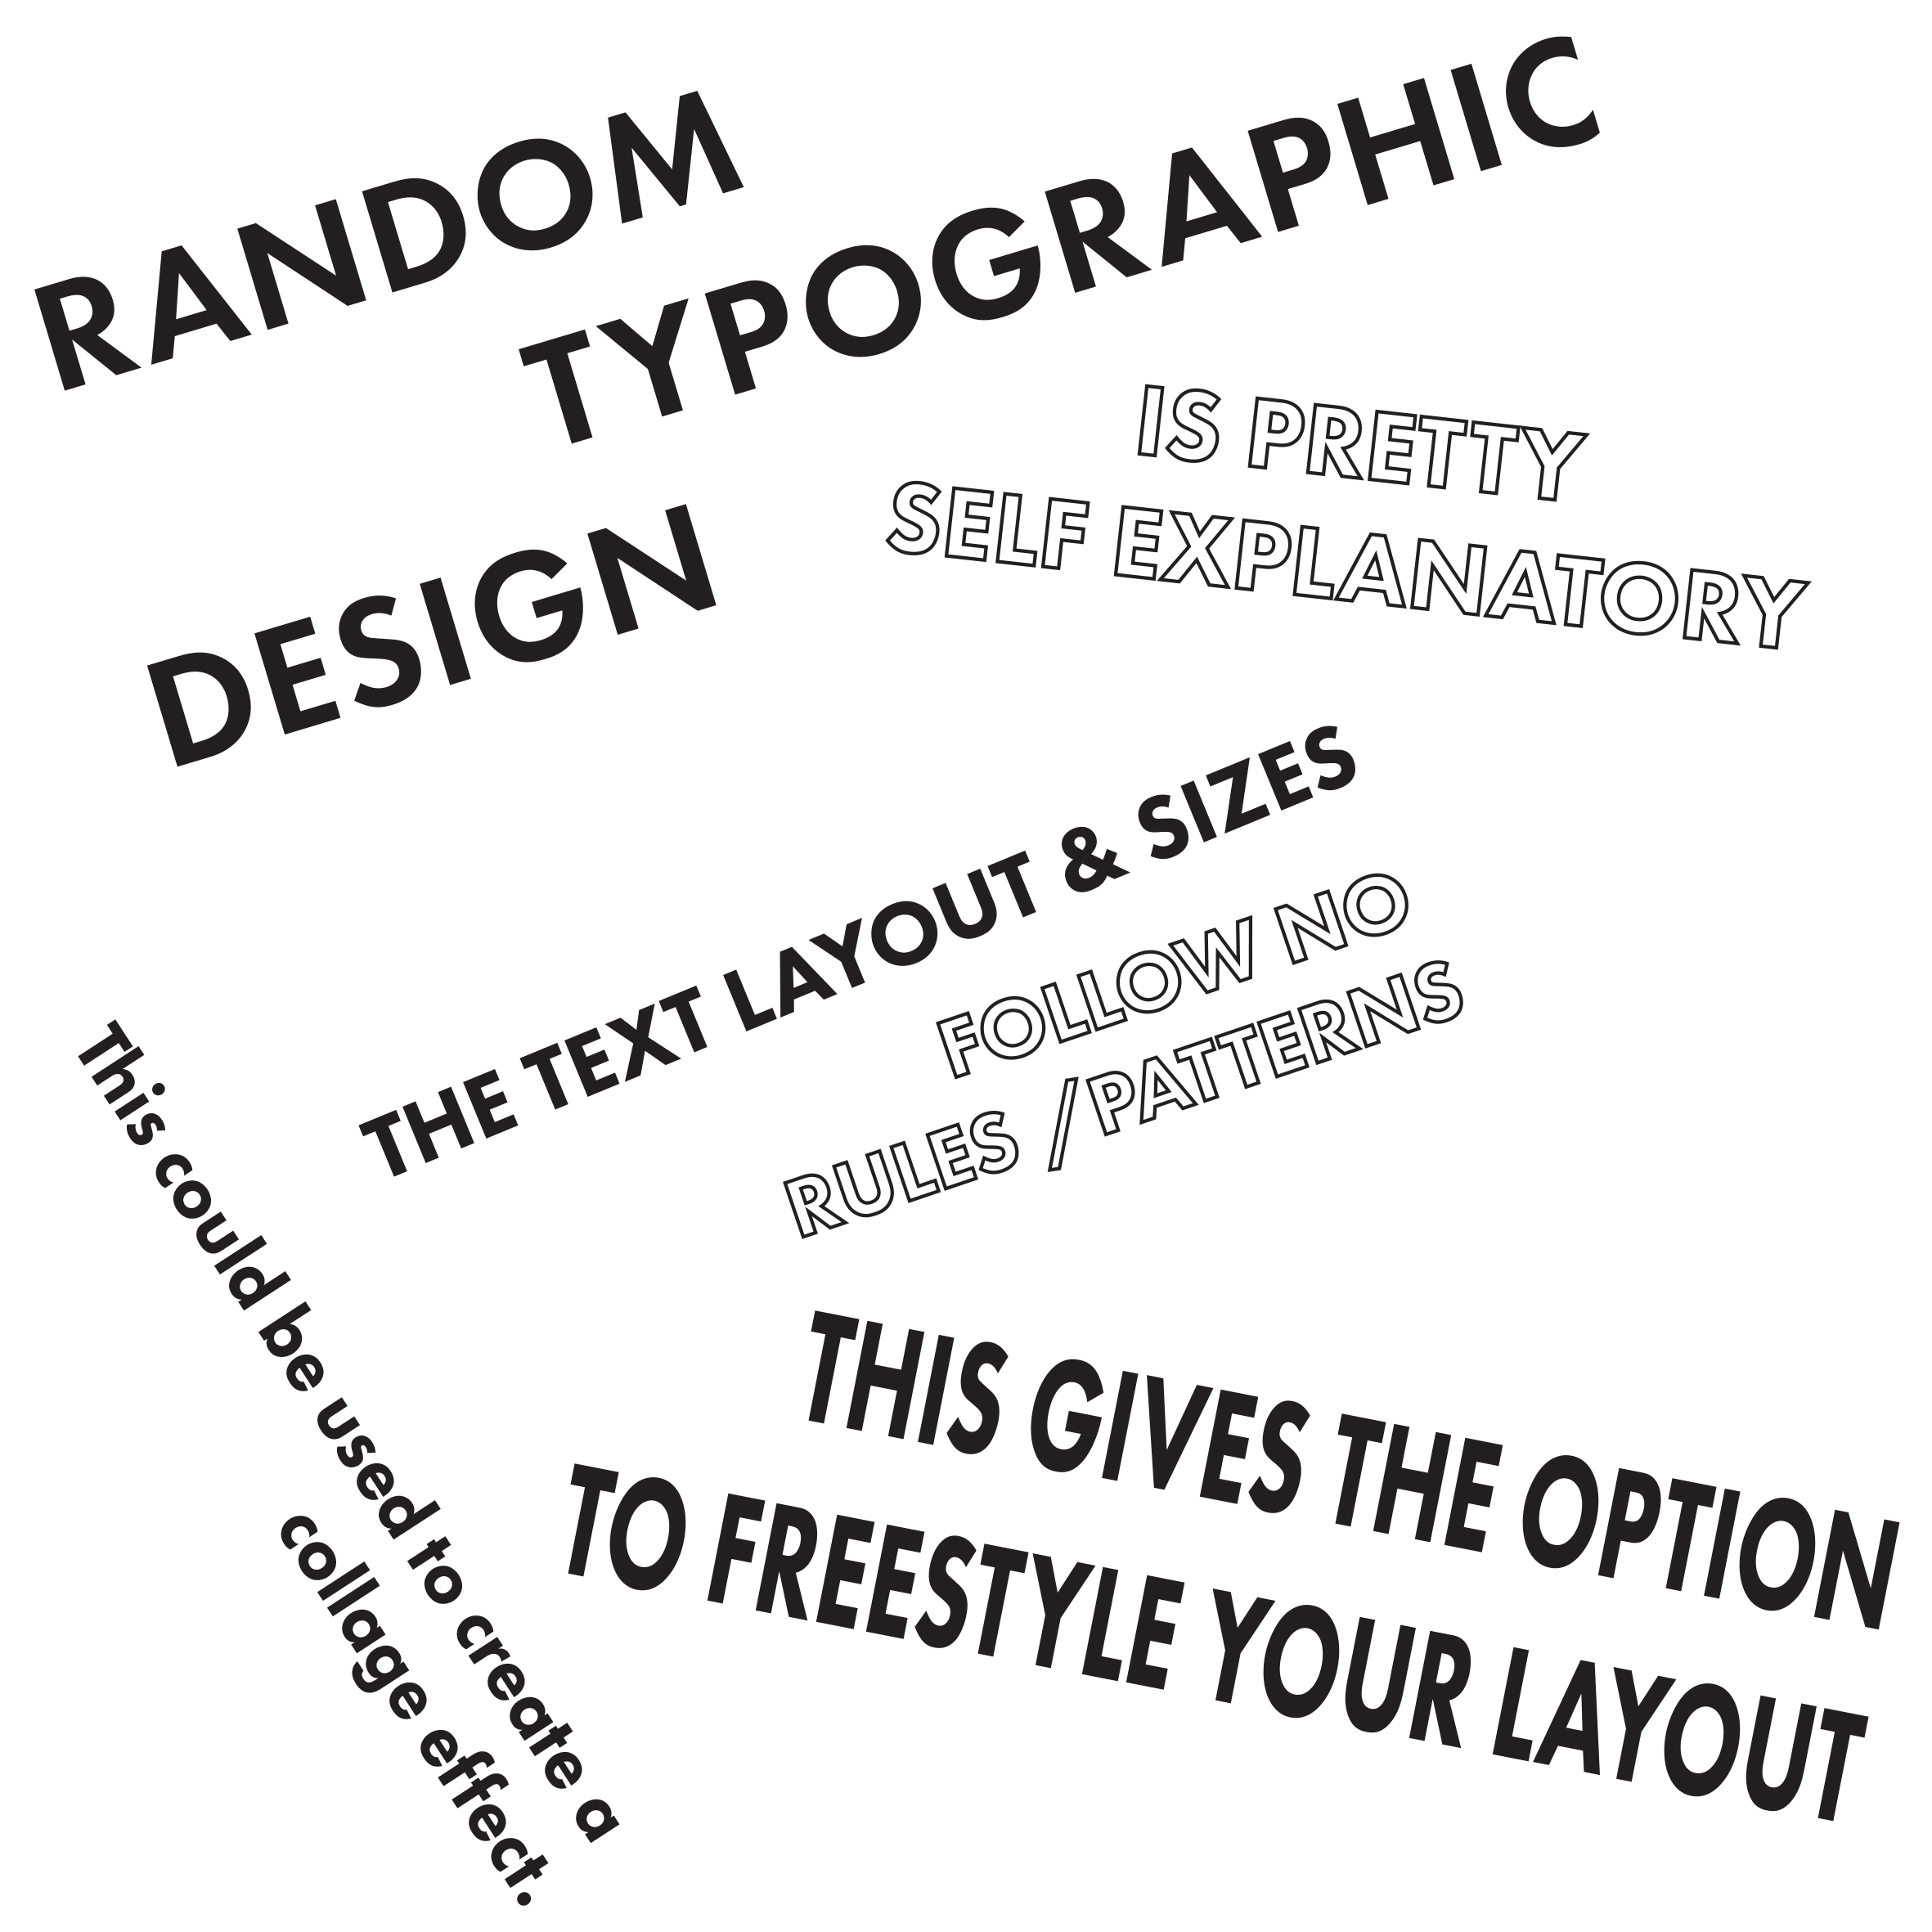 RANDOM
TYPOGRAPHIC
DESIGN
IS PRETTY
SELF EXPLANATORY
THE TEXT LAYOUT & SIZES
FOLLOW NO
RULES / PATTERNS
This could be used to create a
collage effect.
THIS GIVES THE OPTION
TO FREESTYLE YOUR LAYOUT